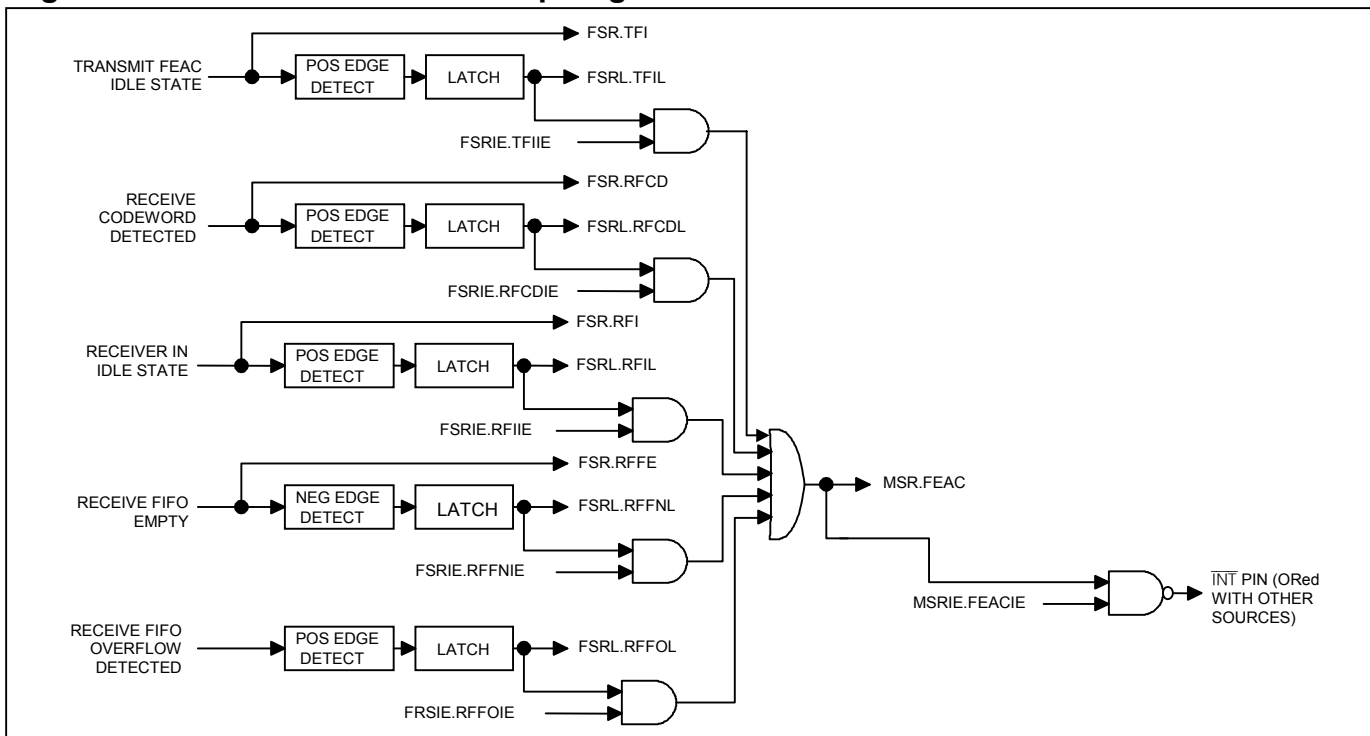 FSR.TFI
TRANSMIT FEAC
IDLE STATE
POS EDGE
DETECT
LATCH
FSRL.TFIL
FSRIE.TFIIE
FSR.RFCD
RECEIVE
CODEWORD
DETECTED
POS EDGE
DETECT
LATCH
FSRL.RFCDL
FSRIE.RFCDIE
FSR.RFI
RECEIVER IN
IDLE STATE
POS EDGE
DETECT
LATCH
FSRL.RFIL
FSRIE.RFIIE
FSR.RFFE
RECEIVE FIFO
EMPTY
NEG EDGE
DETECT
LATCH
FSRL.RFFNL
FSRIE.RFFNIE
MSR.FEAC
MSRIE.FEACIE
INT PIN (ORed
WITH OTHER
SOURCES)
RECEIVE FIFO
OVERFLOW
DETECTED
POS EDGE
DETECT
LATCH
FSRL.RFFOL
FRSIE.RFFOIE